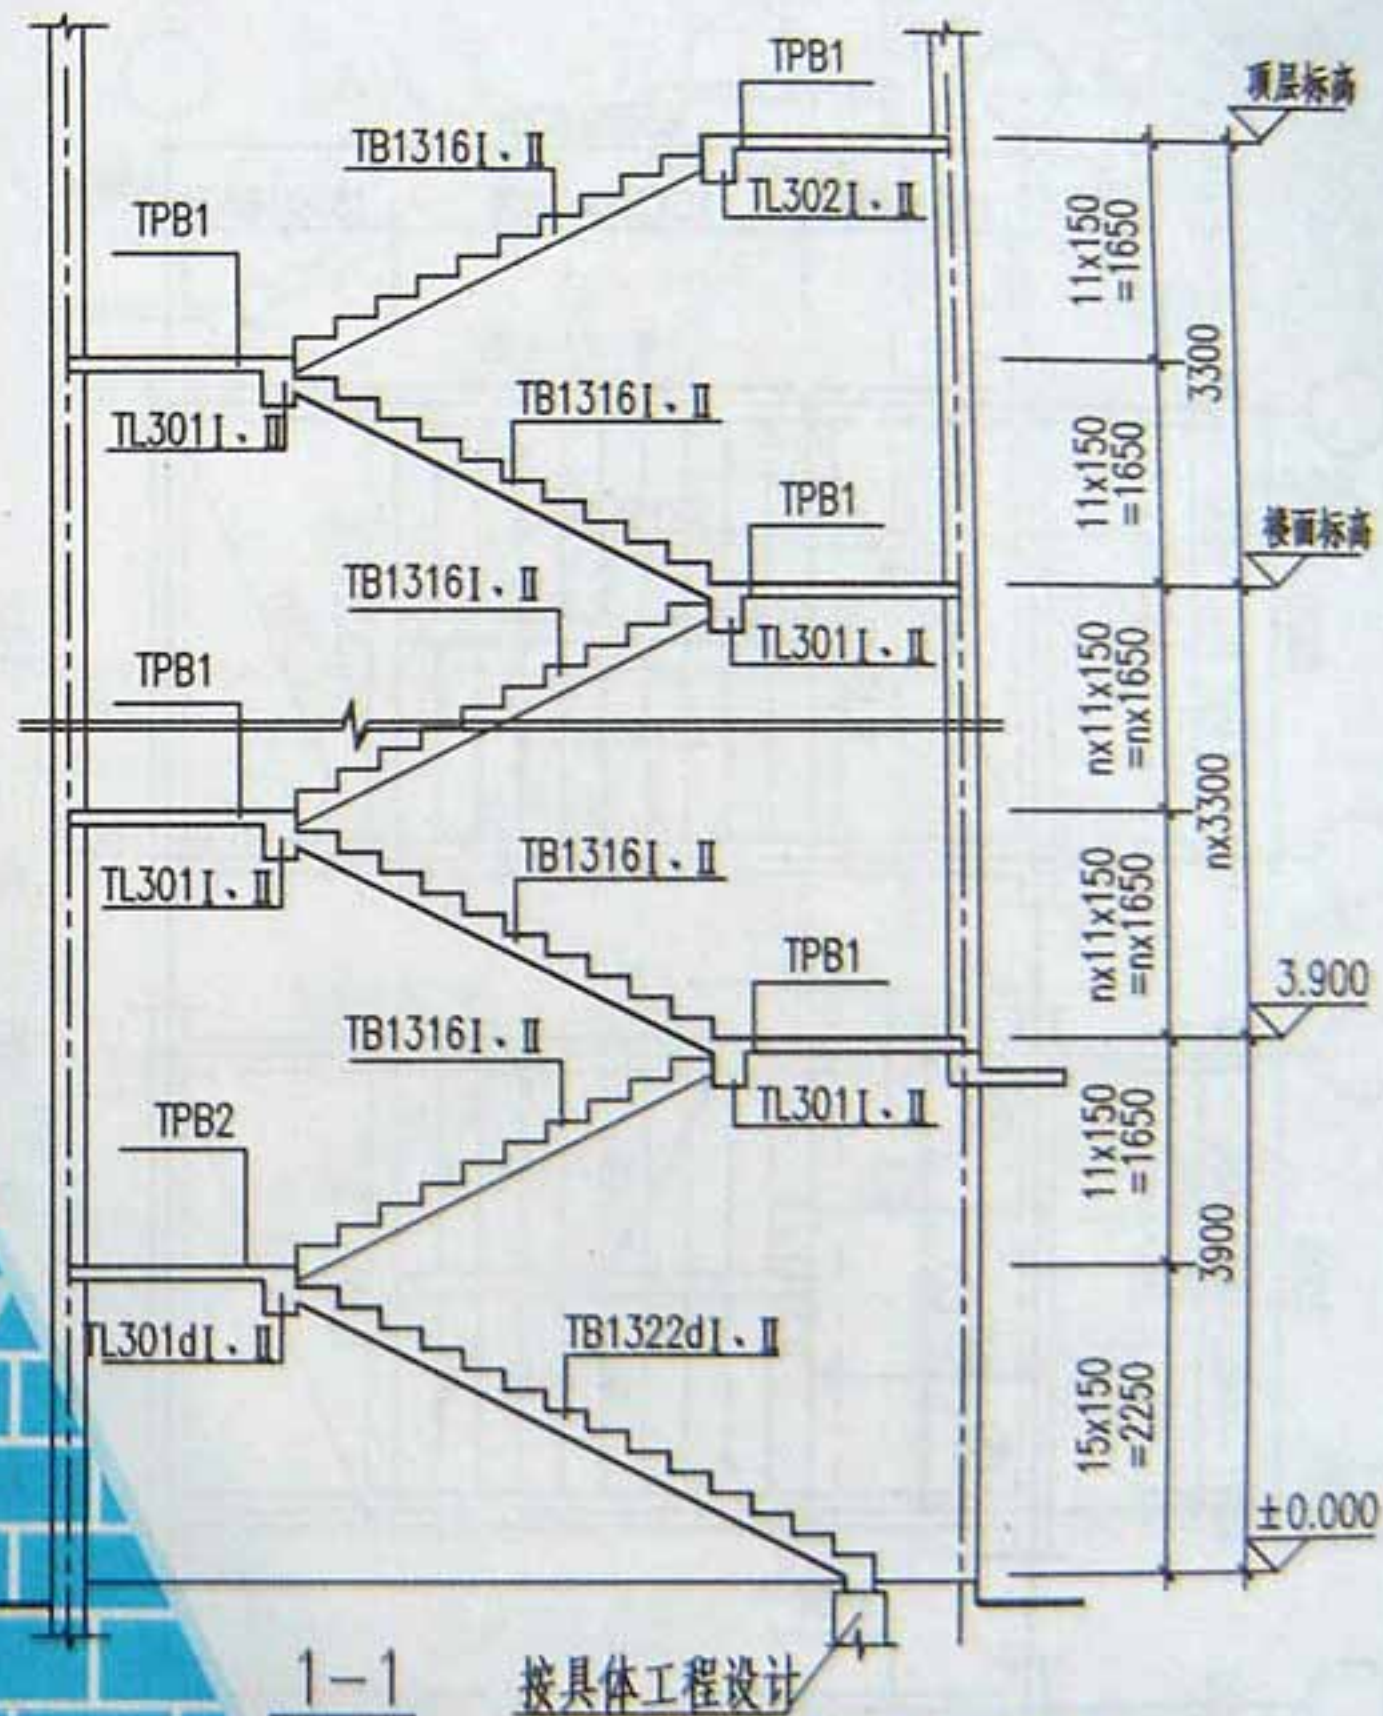 TPB1
顶层标高
TB1316Ⅰ、Ⅱ
TL302Ⅰ、Ⅱ
TPB1
11x150
=1650
3300
TB1316Ⅰ、Ⅱ
TL301Ⅰ、Ⅲ
11x150
=1650
TPB1
楼面标高
TB1316Ⅰ、Ⅱ
TL301Ⅰ、Ⅱ
TPB1
nx11x150
=nx1650
nx3300
TB1316Ⅰ、Ⅱ
TL301Ⅰ、Ⅱ
nx11x150
=nx1650
TPB1
3.900
TB1316Ⅰ、Ⅱ
TL301Ⅰ、Ⅱ
TPB2
11x150
=1650
3900
TL301dⅠ、Ⅱ
TB1322dⅠ、Ⅱ
15x150
=2250
±0.000
1-1
按具体工程设计